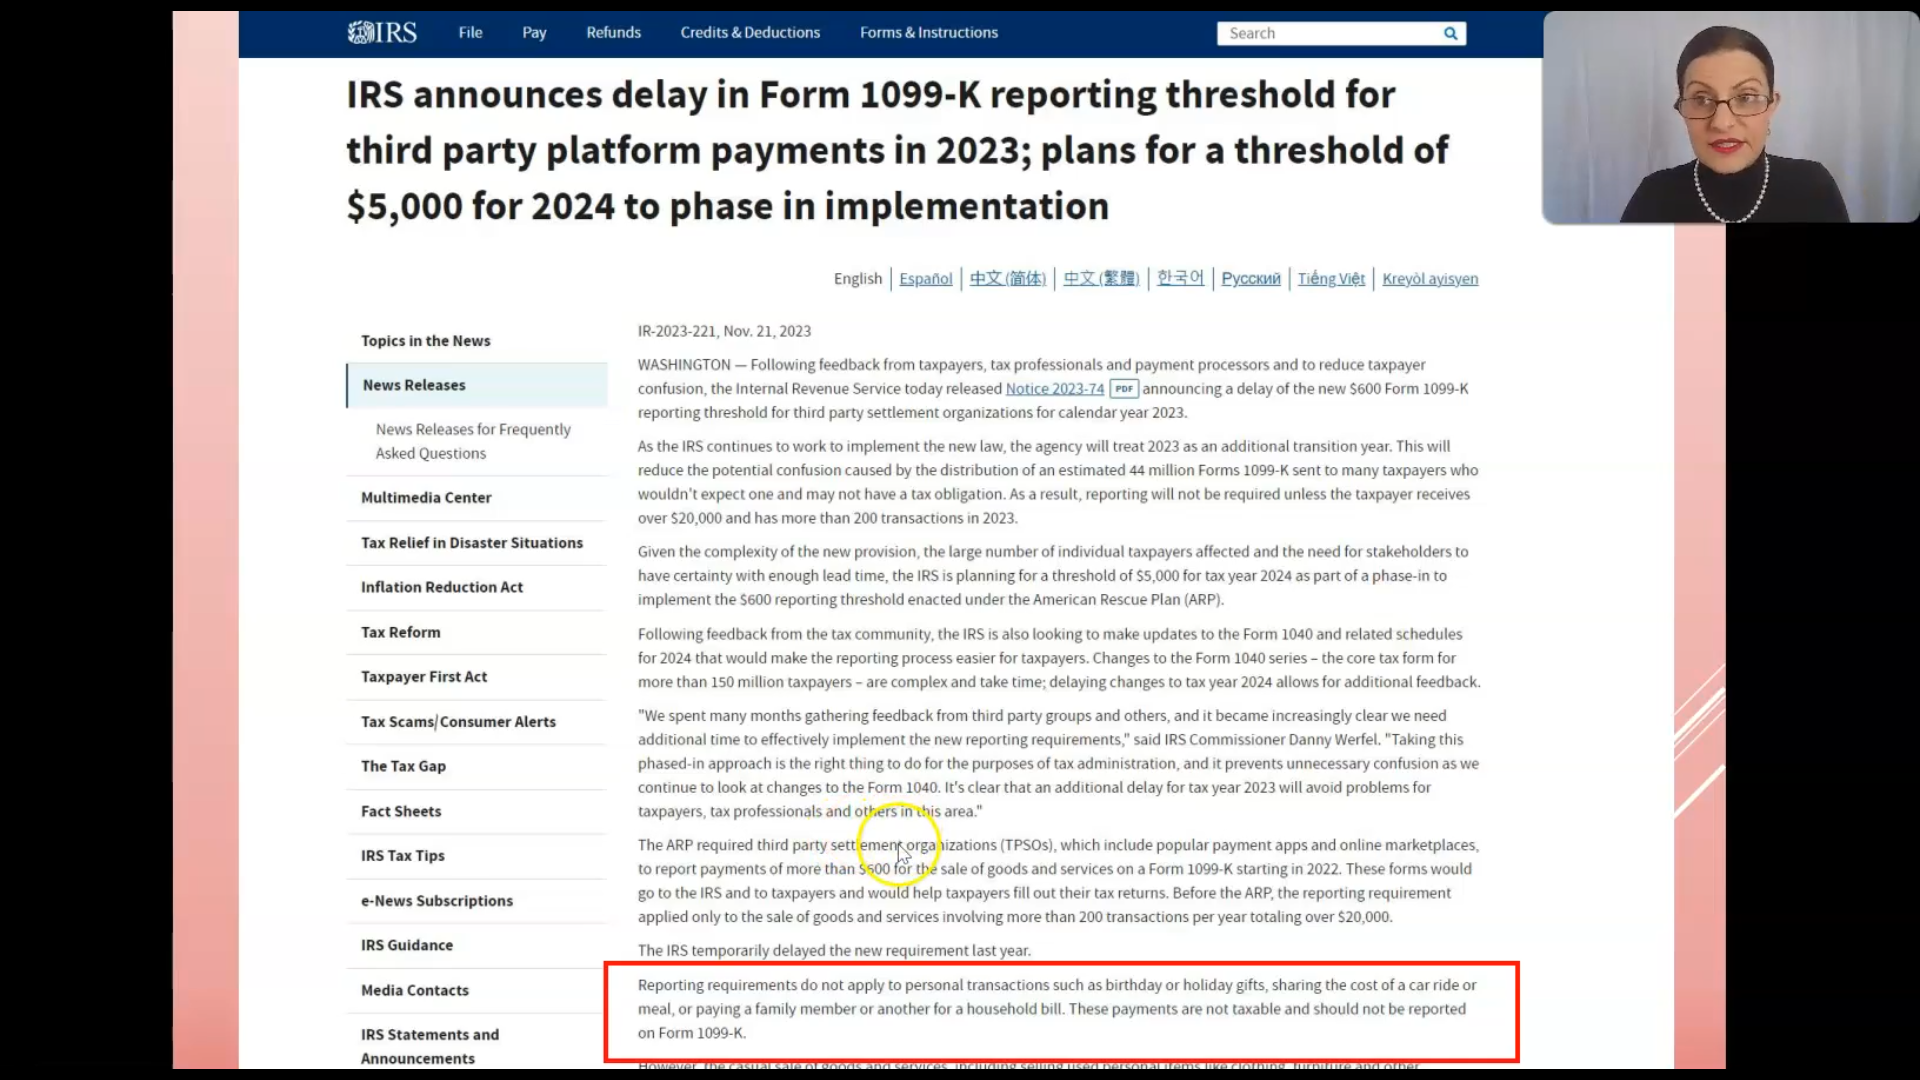 IRS File Pay Refunds Credits & Deductions Forms & Instructions Search
IRS announces delay in Form 1099-K reporting threshold for
third party platform payments in 2023; plans for a threshold of
$5,000 for 2024 to phase in implementation
English Español 中文 (简体) 中文 (繁體) 한국어 Русский Tiếng Việt Kreyòl ayisyen
Topics in the News
News Releases
News Releases for Frequently
Asked Questions
Multimedia Center
Tax Relief in Disaster Situations
Inflation Reduction Act
Tax Reform
Taxpayer First Act
Tax Scams/Consumer Alerts
The Tax Gap
Fact Sheets
IRS Tax Tips
e-News Subscriptions
IRS Guidance
Media Contacts
IRS Statements and
Announcements
IR-2023-221, Nov. 21, 2023
WASHINGTON — Following feedback from taxpayers, tax professionals and payment processors and to reduce taxpayer
confusion, the Internal Revenue Service today released Notice 2023-74 PDF announcing a delay of the new $600 Form 1099-K
reporting threshold for third party settlement organizations for calendar year 2023.
As the IRS continues to work to implement the new law, the agency will treat 2023 as an additional transition year. This will
reduce the potential confusion caused by the distribution of an estimated 44 million Forms 1099-K sent to many taxpayers who
wouldn't expect one and may not have a tax obligation. As a result, reporting will not be required unless the taxpayer receives
over $20,000 and has more than 200 transactions in 2023.
Given the complexity of the new provision, the large number of individual taxpayers affected and the need for stakeholders to
have certainty with enough lead time, the IRS is planning for a threshold of $5,000 for tax year 2024 as part of a phase-in to
implement the $600 reporting threshold enacted under the American Rescue Plan (ARP).
Following feedback from the tax community, the IRS is also looking to make updates to the Form 1040 and related schedules
for 2024 that would make the reporting process easier for taxpayers. Changes to the Form 1040 series – the core tax form for
more than 150 million taxpayers – are complex and take time; delaying changes to tax year 2024 allows for additional feedback.
"We spent many months gathering feedback from third party groups and others, and it became increasingly clear we need
additional time to effectively implement the new reporting requirements," said IRS Commissioner Danny Werfel. "Taking this
phased-in approach is the right thing to do for the purposes of tax administration, and it prevents unnecessary confusion as we
continue to look at changes to the Form 1040. It's clear that an additional delay for tax year 2023 will avoid problems for
taxpayers, tax professionals and others in this area."
The ARP required third party settlement organizations (TPSOs), which include popular payment apps and online marketplaces,
to report payments of more than $600 for the sale of goods and services on a Form 1099-K starting in 2022. These forms would
go to the IRS and to taxpayers and would help taxpayers fill out their tax returns. Before the ARP, the reporting requirement
applied only to the sale of goods and services involving more than 200 transactions per year totaling over $20,000.
The IRS temporarily delayed the new requirement last year.
Reporting requirements do not apply to personal transactions such as birthday or holiday gifts, sharing the cost of a car ride or
meal, or paying a family member or another for a household bill. These payments are not taxable and should not be reported
on Form 1099-K.
However, the casual sale of goods and services, including selling used personal items like clothing, furniture and other